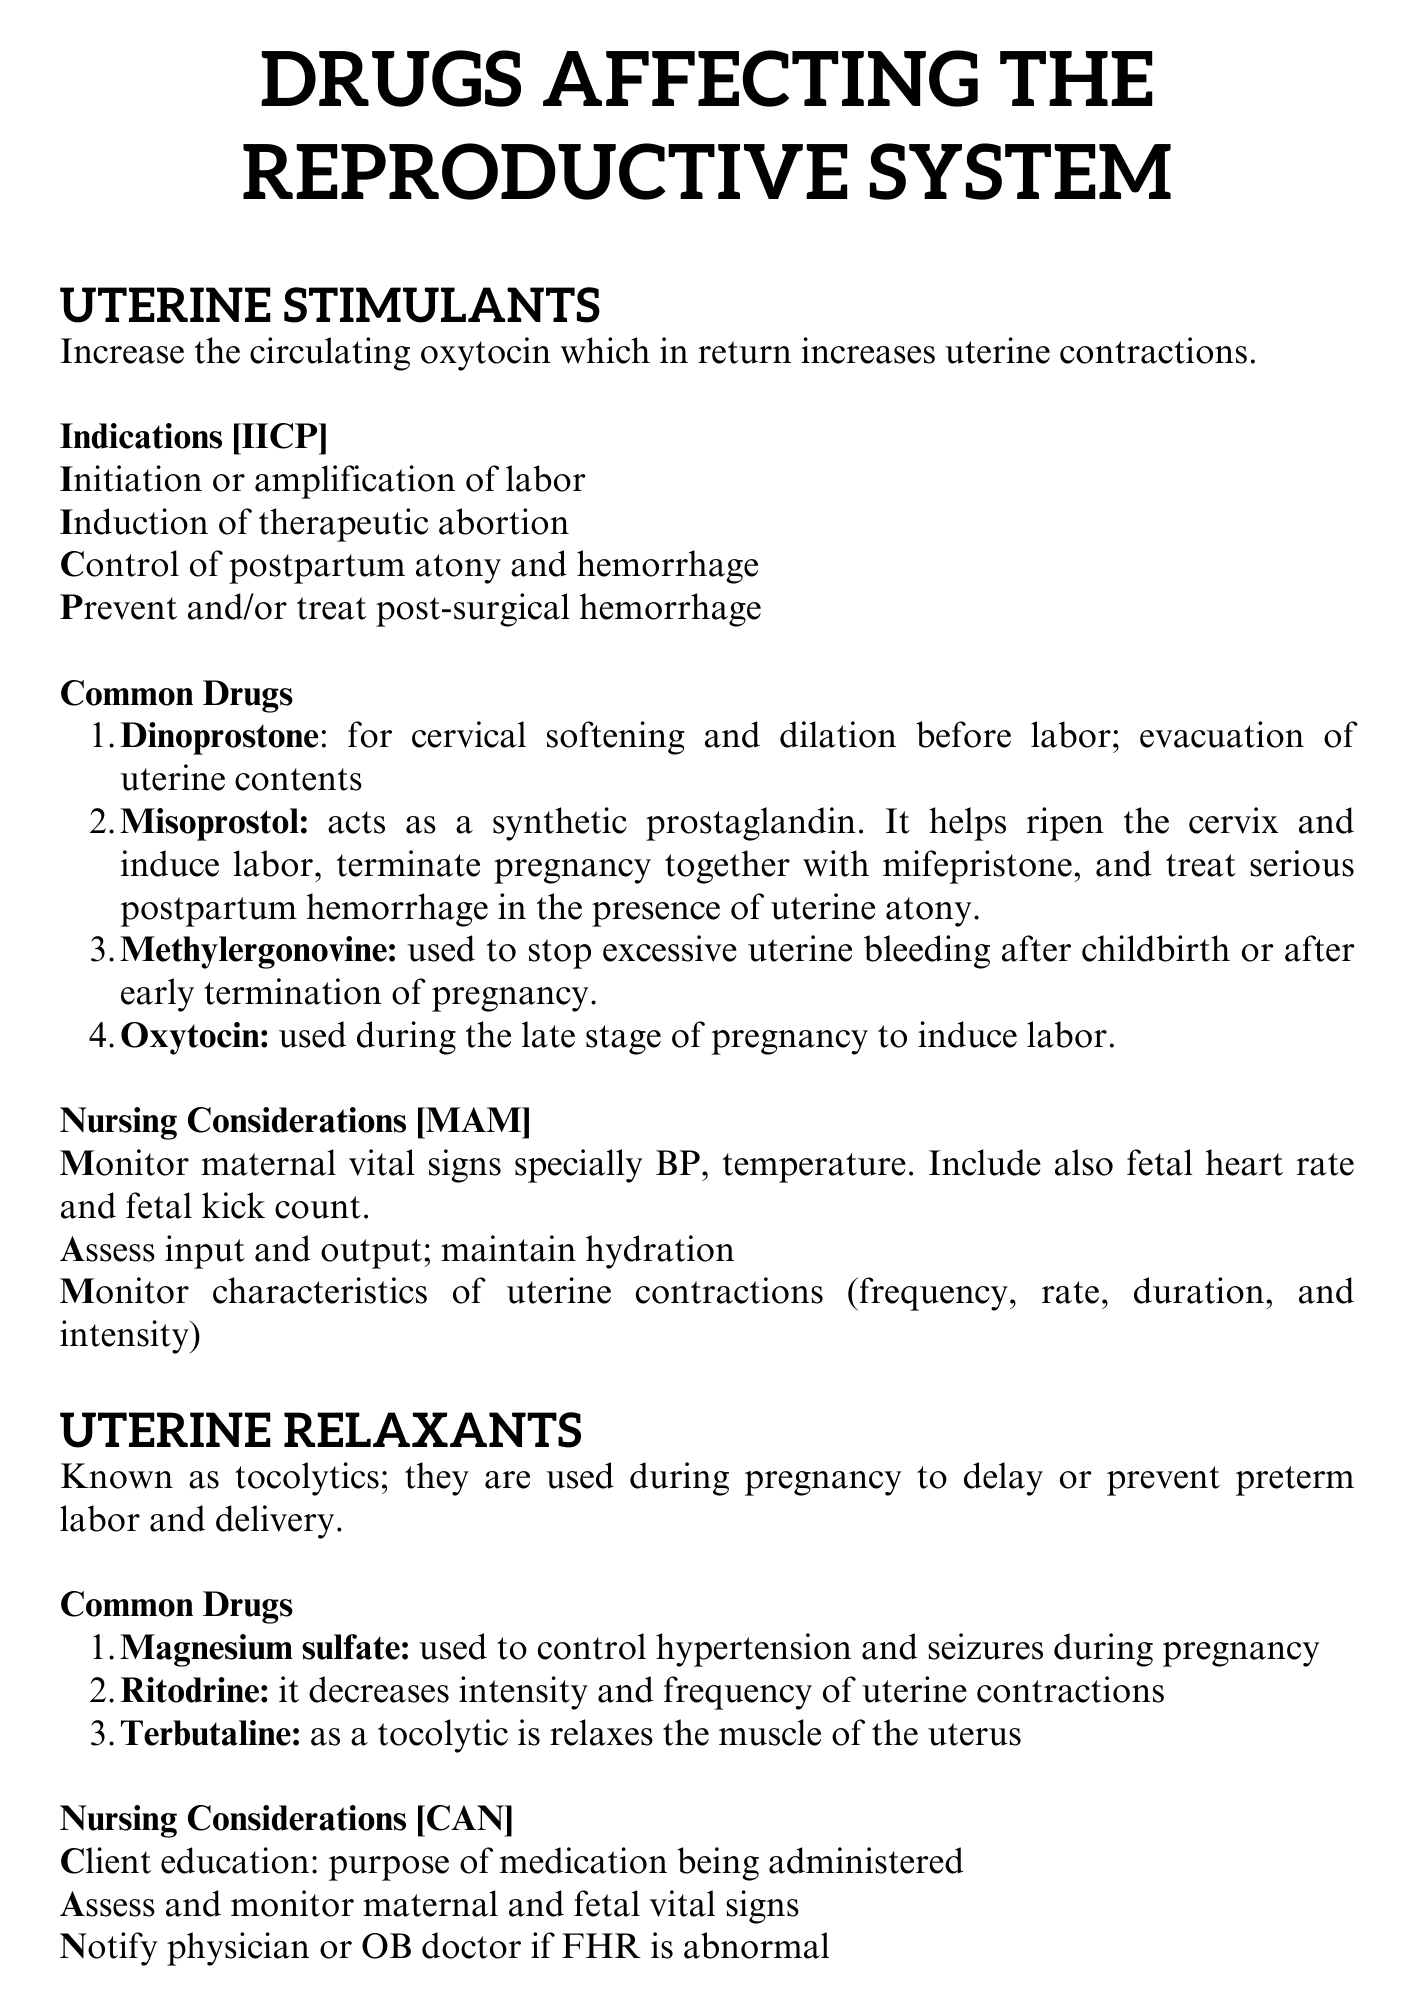 DRUGS AFFECTING THE
REPRODUCTIVE SYSTEM
UTERINE STIMULANTS
Increase the circulating oxytocin which in return increases uterine contractions.
Indications [IICP]
Initiation or amplification of labor
Induction of therapeutic abortion
Control of postpartum atony and hemorrhage
Prevent and/or treat post-surgical hemorrhage
Common Drugs
1. Dinoprostone: for cervical softening and dilation before labor; evacuation of
uterine contents
2. Misoprostol: acts as a synthetic prostaglandin. It helps ripen the cervix and
induce labor, terminate pregnancy together with mifepristone, and treat serious
postpartum hemorrhage in the presence of uterine atony.
3. Methylergonovine: used to stop excessive uterine bleeding after childbirth or after
early termination of pregnancy.
4. Oxytocin: used during the late stage of pregnancy to induce labor.
Nursing Considerations [MAM]
Monitor maternal vital signs specially BP, temperature. Include also fetal heart rate
and fetal kick count.
Assess input and output; maintain hydration
Monitor characteristics of uterine contractions (frequency, rate, duration, and
intensity)
UTERINE RELAXANTS
Known as tocolytics; they are used during pregnancy to delay or prevent preterm
labor and delivery.
Common Drugs
1. Magnesium sulfate: used to control hypertension and seizures during pregnancy
2. Ritodrine: it decreases intensity and frequency of uterine contractions
3. Terbutaline: as a tocolytic is relaxes the muscle of the uterus
Nursing Considerations [CAN]
Client education: purpose of medication being administered
Assess and monitor maternal and fetal vital signs
Notify physician or OB doctor if FHR is abnormal